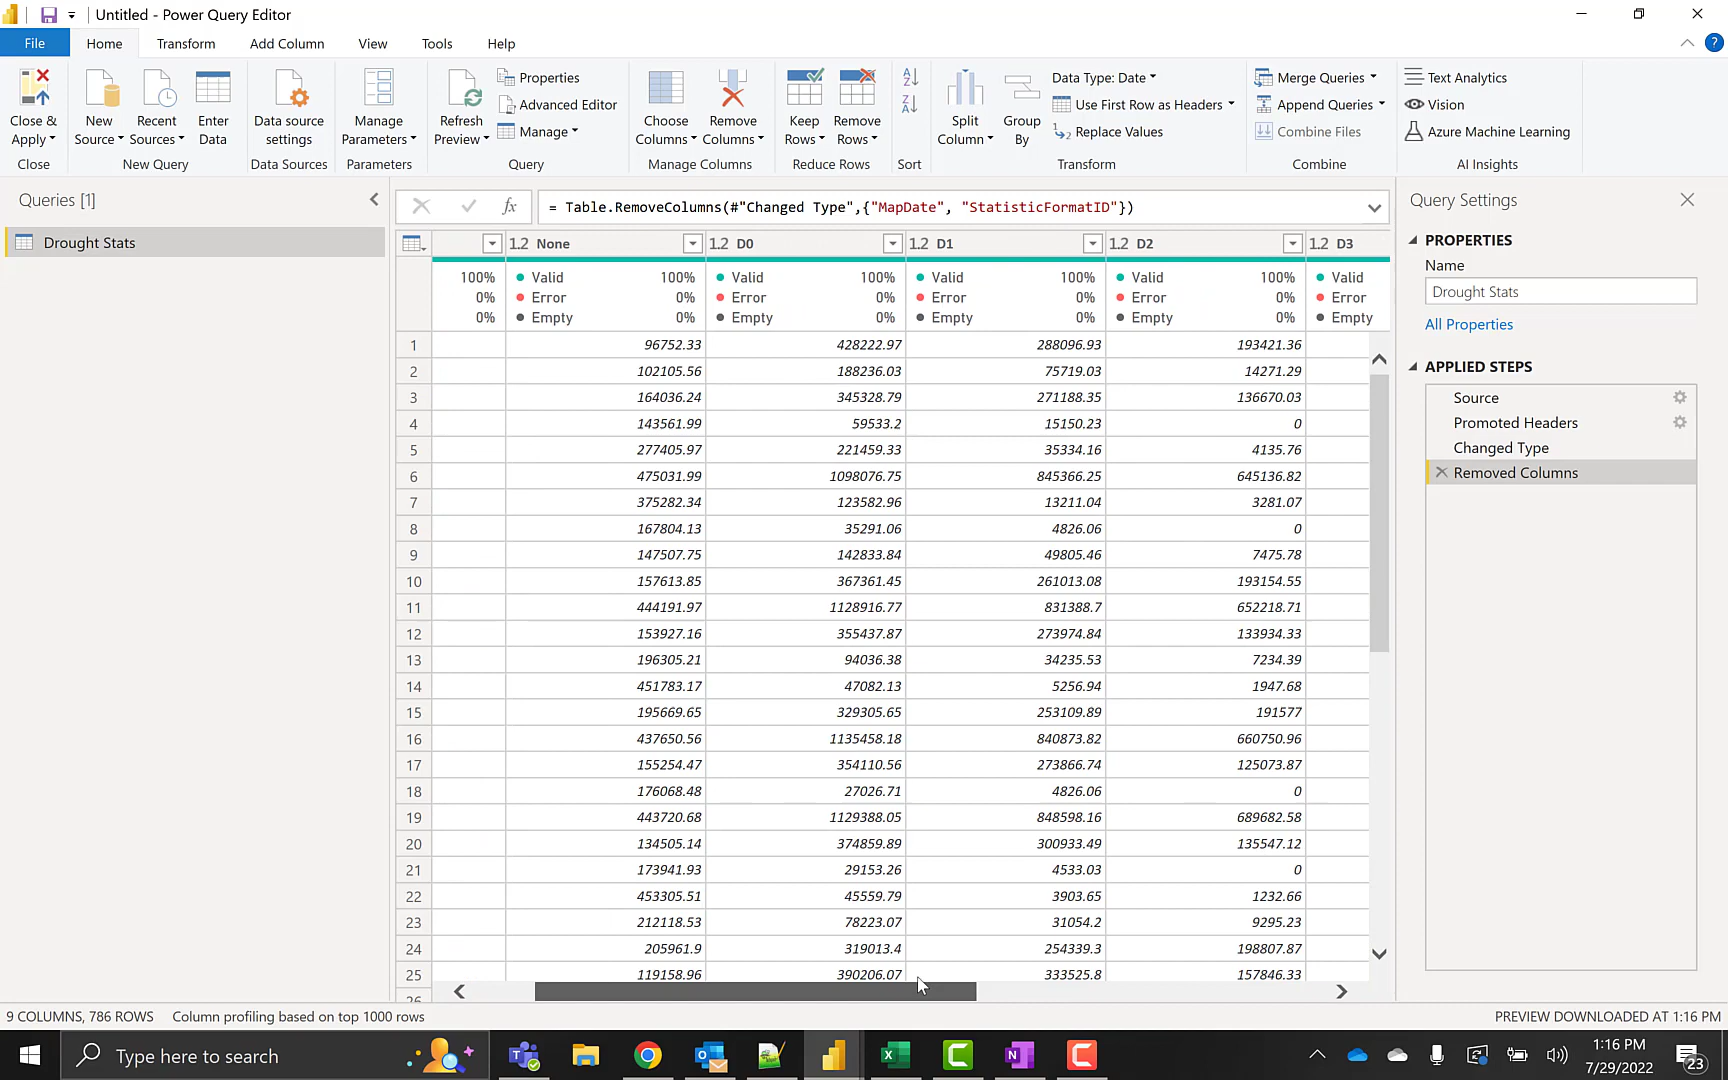 Untitled - Power Query Editor
File Home Transform Add Column View Tools Help
Close & Apply
New Source
Recent Sources
Enter Data
Data source settings
Manage Parameters
Refresh Preview
Properties
Advanced Editor
Manage
Choose Columns
Remove Columns
Keep Rows
Remove Rows
Split Column
Group By
Data Type: Date
Use First Row as Headers
Replace Values
Merge Queries
Append Queries
Combine Files
Text Analytics
Vision
Azure Machine Learning
Close New Query Data Sources Parameters Query Manage Columns Reduce Rows Sort Transform Combine AI Insights
Queries [1]
Drought Stats
fx = Table.RemoveColumns(#"Changed Type",{"MapDate", "StatisticFormatID"})
1.2 None 1.2 D0 1.2 D1 1.2 D2 1.2 D3
100% Valid 100% Valid 100% Valid 100% Valid 100% Valid
0% Error 0% Error 0% Error 0% Error 0% Error
0% Empty 0% Empty 0% Empty 0% Empty 0% Empty
1 96752.33 428222.97 288096.93 193421.36
2 102105.56 188236.03 75719.03 14271.29
3 164036.24 345328.79 271188.35 136670.03
4 143561.99 59533.2 15150.23 0
5 277405.97 221459.33 35334.16 4135.76
6 475031.99 1098076.75 845366.25 645136.82
7 375282.34 123582.96 13211.04 3281.07
8 167804.13 35291.06 4826.06 0
9 147507.75 142833.84 49805.46 7475.78
10 157613.85 367361.45 261013.08 193154.55
11 444191.97 1128916.77 831388.7 652218.71
12 153927.16 355437.87 273974.84 133934.33
13 196305.21 94036.38 34235.53 7234.39
14 451783.17 47082.13 5256.94 1947.68
15 195669.65 329305.65 253109.89 191577
16 437650.56 1135458.18 840873.82 660750.96
17 155254.47 354110.56 273866.74 125073.87
18 176068.48 27026.71 4826.06 0
19 443720.68 1129388.05 848598.16 689682.58
20 134505.14 374859.89 300933.49 135547.12
21 173941.93 29153.26 4533.03 0
22 453305.51 45559.79 3903.65 1232.66
23 212118.53 78223.07 31054.2 9295.23
24 205961.9 319013.4 254339.3 198807.87
25 119158.96 390206.07 333525.8 157846.33
Query Settings
PROPERTIES
Name
Drought Stats
All Properties
APPLIED STEPS
Source
Promoted Headers
Changed Type
Removed Columns
9 COLUMNS, 786 ROWS Column profiling based on top 1000 rows PREVIEW DOWNLOADED AT 1:16 PM
Type here to search
1:16 PM
7/29/2022
23